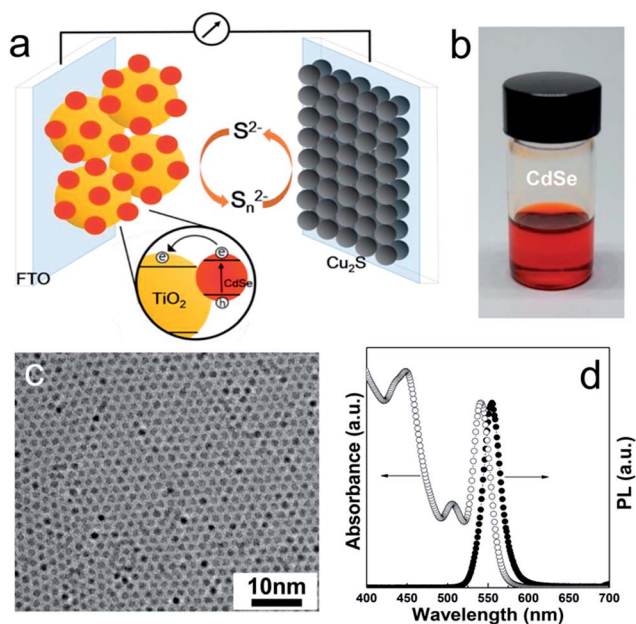 a
b
CdSe
S²⁻
Sₙ²⁻
FTO
Cu₂S
e
e
TiO₂
CdSe
h
c
10nm
d
Absorbance (a.u.)
PL (a.u.)
400 450 500 550 600 650 700
Wavelength (nm)